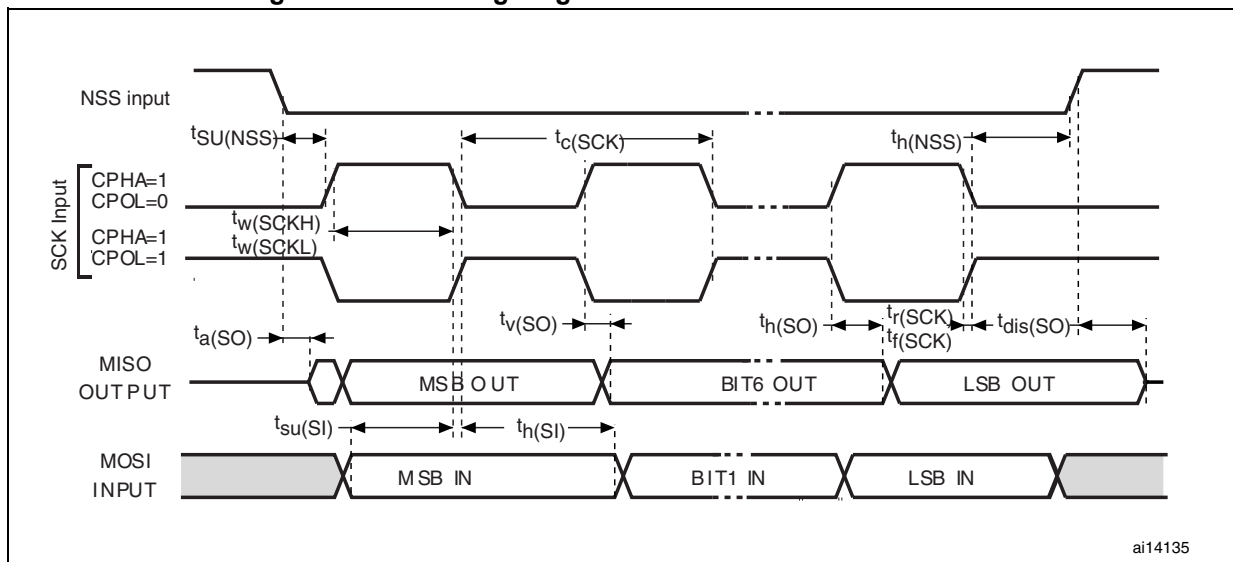 NSS input
tSU(NSS)
tc(SCK)
th(NSS)
SCK Input
CPHA=1
CPOL=0
tw(SCKH)
CPHA=1
tw(SCKL)
CPOL=1
ta(SO)
tv(SO)
th(SO)
tr(SCK)
tf(SCK)
tdis(SO)
MISO
OUTPUT
MSB OUT
BIT6 OUT
LSB OUT
tsu(SI)
th(SI)
MOSI
INPUT
MSB IN
BIT1 IN
LSB IN
ai14135